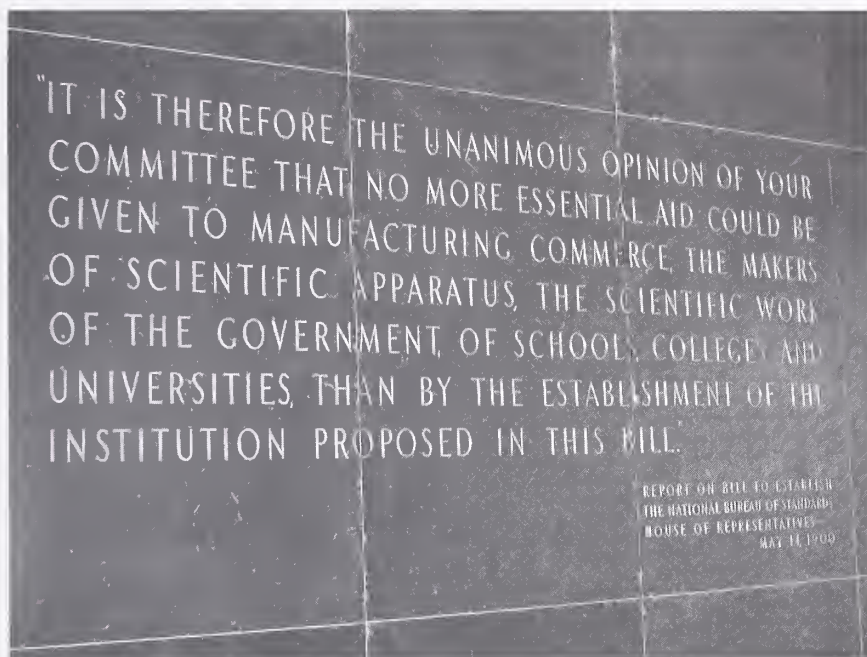 "IT IS THEREFORE THE UNANIMOUS OPINION OF YOUR
COMMITTEE THAT NO MORE ESSENTIAL AID COULD BE
GIVEN TO MANUFACTURING, COMMERCE, THE MAKERS
OF SCIENTIFIC APPARATUS, THE SCIENTIFIC WORK
OF THE GOVERNMENT, OF SCHOOLS, COLLEGES AND
UNIVERSITIES, THAN BY THE ESTABLISHMENT OF THE
INSTITUTION PROPOSED IN THIS BILL."
REPORT ON BILL TO ESTABLISH
THE NATIONAL BUREAU OF STANDARDS
HOUSE OF REPRESENTATIVES
MAY 14, 1900